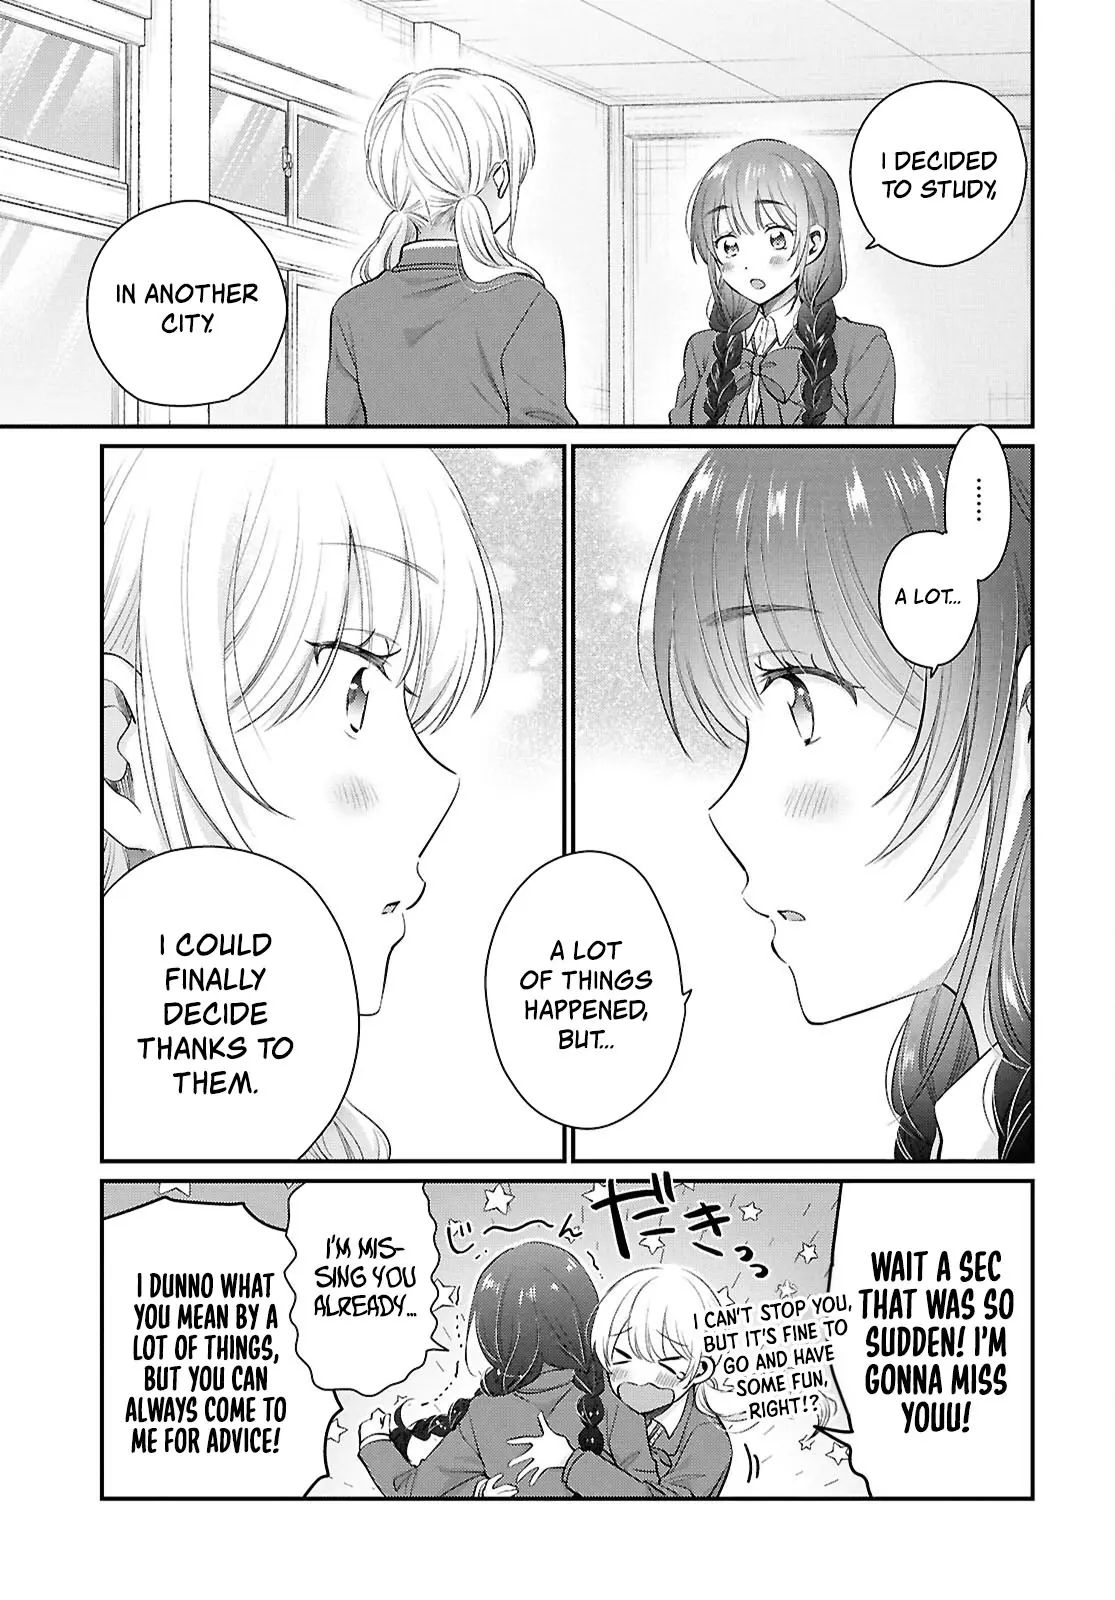 I DECIDED
TO STUDY,
IN ANOTHER
CITY.
........
A LOT...
A LOT
OF THINGS
HAPPENED,
BUT...
I COULD
FINALLY
DECIDE
THANKS TO
THEM.
WAIT A SEC
THAT WAS SO
SUDDEN! I'M
GONNA MISS
YOUU!
だきっっ
I CAN'T STOP YOU,
BUT IT'S FINE TO
GO AND HAVE
SOME FUN,
RIGHT!?
じ〜〜ん
I'M MIS-
SING YOU
ALREADY...
I DUNNO WHAT
YOU MEAN BY A
LOT OF THINGS,
BUT YOU CAN
ALWAYS COME TO
ME FOR ADVICE!